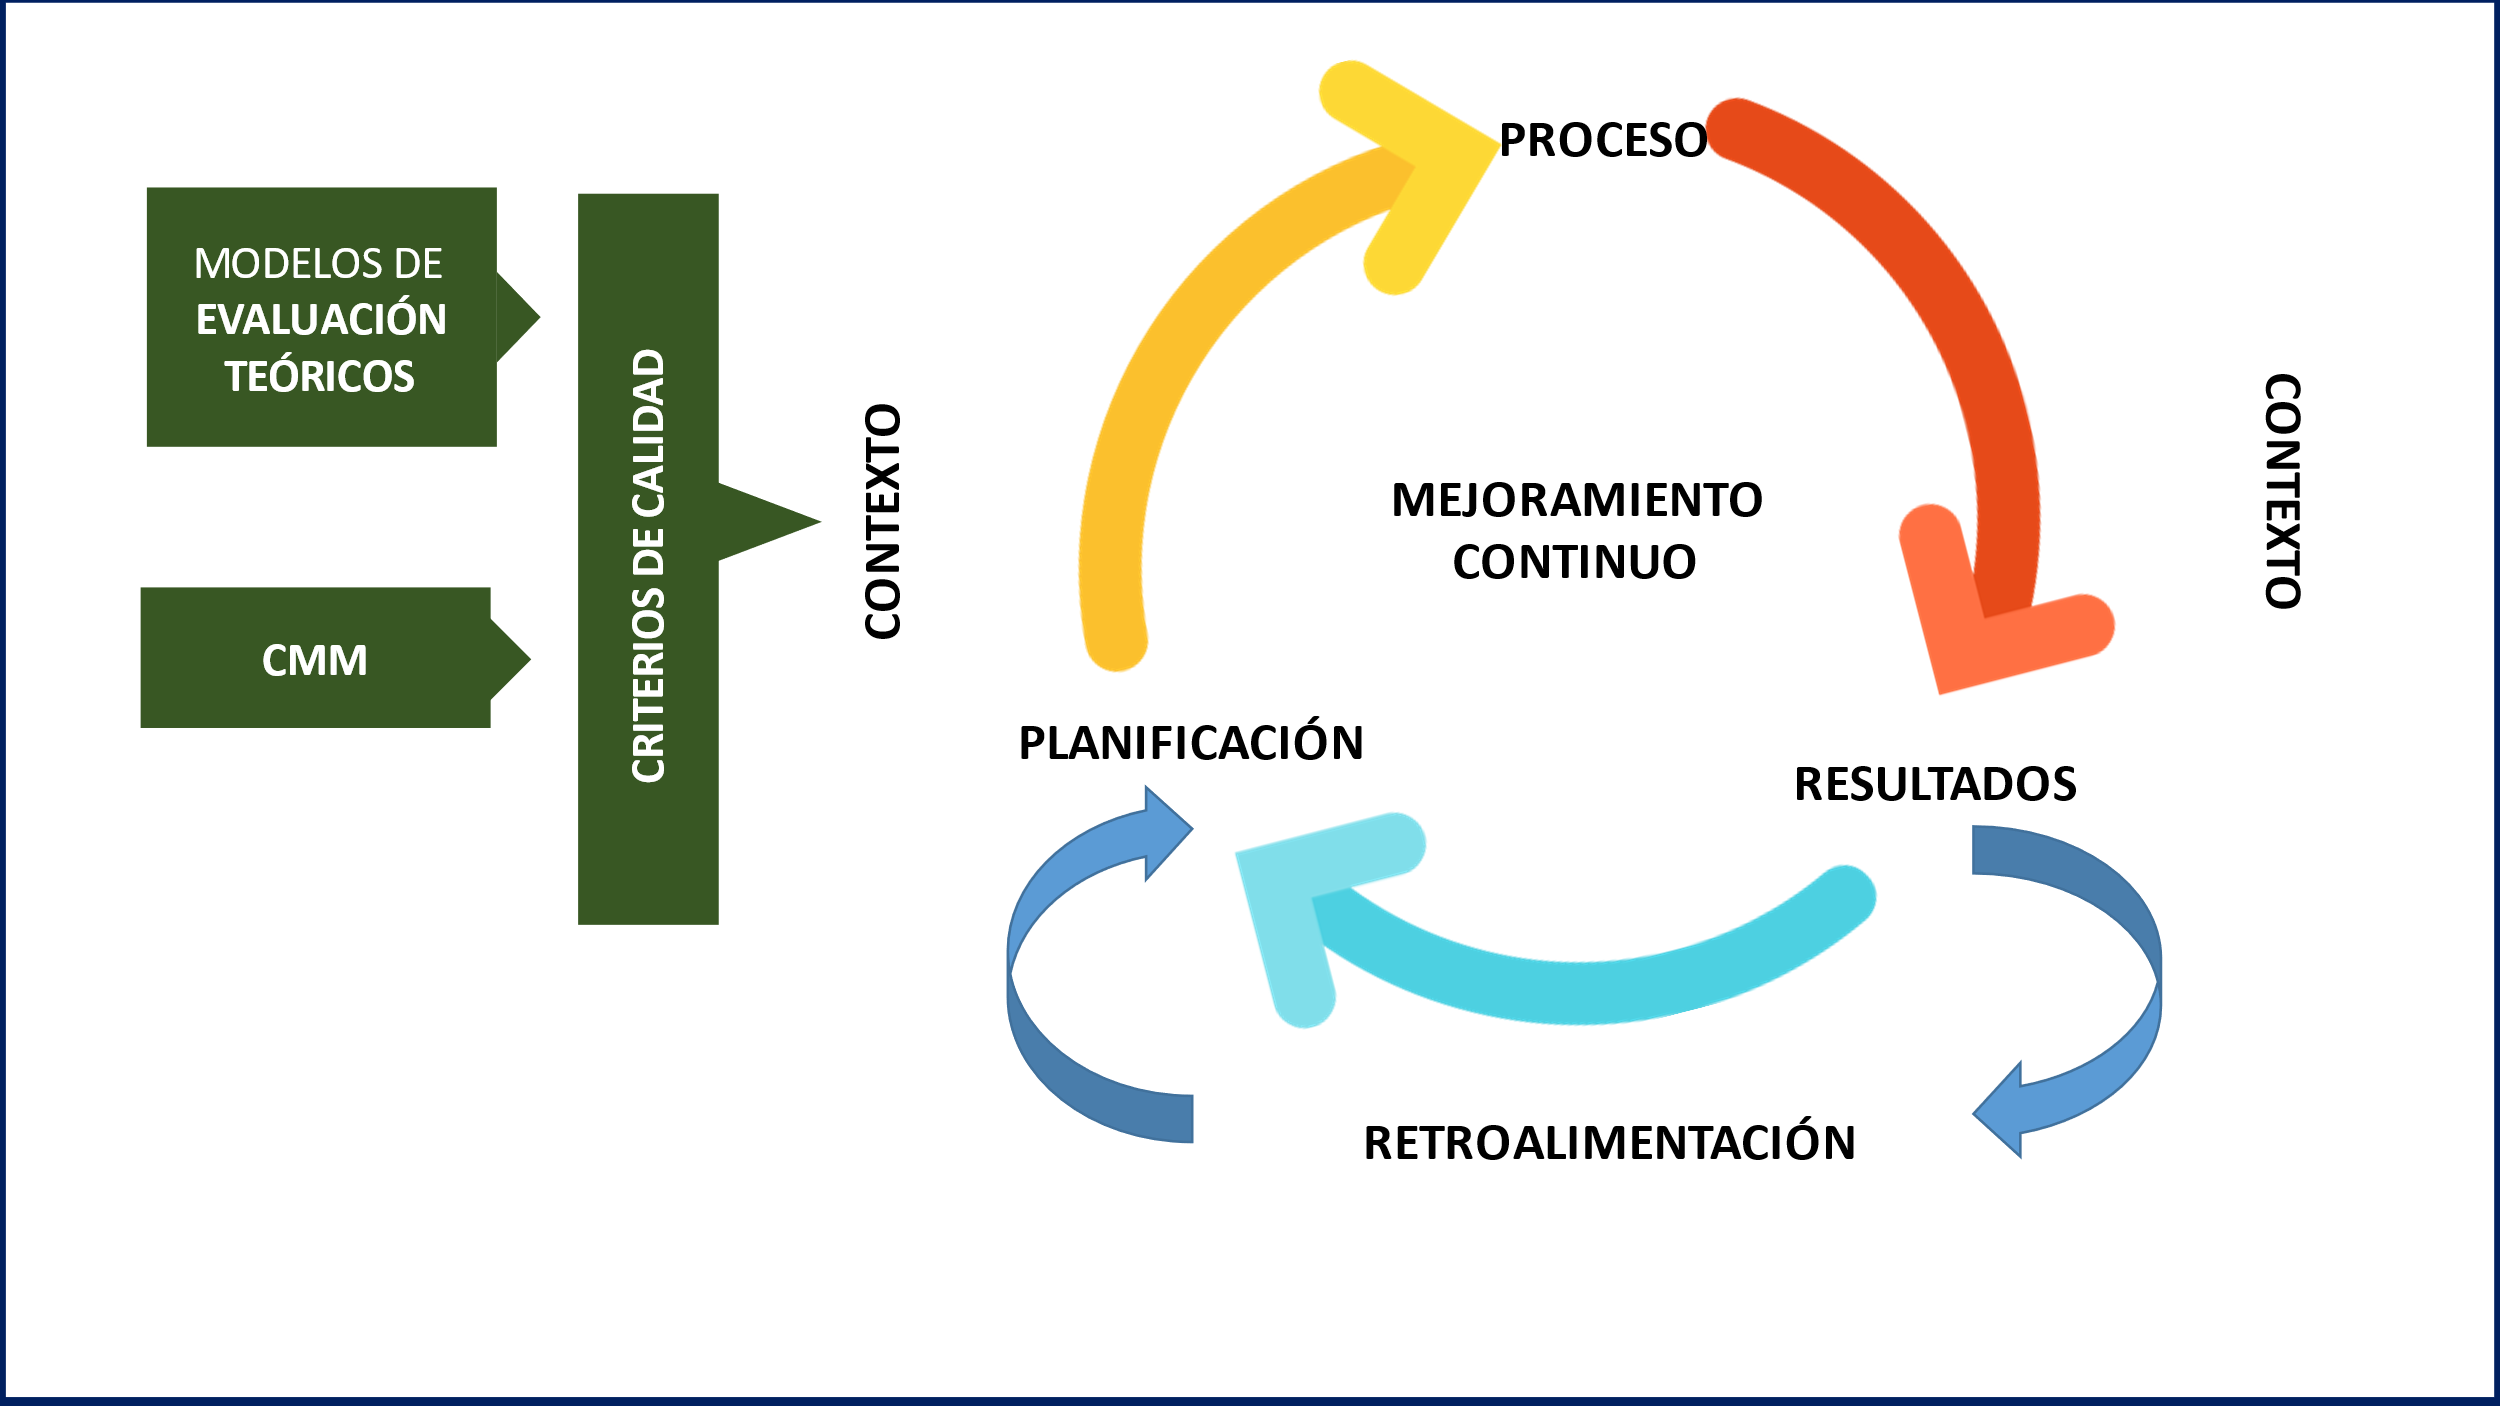 MODELOS DE
EVALUACIÓN
TEÓRICOS
CMM
CRITERIOS DE CALIDAD
CONTEXTO
PROCESO
MEJORAMIENTO
CONTINUO
CONTEXTO
PLANIFICACIÓN
RESULTADOS
RETROALIMENTACIÓN